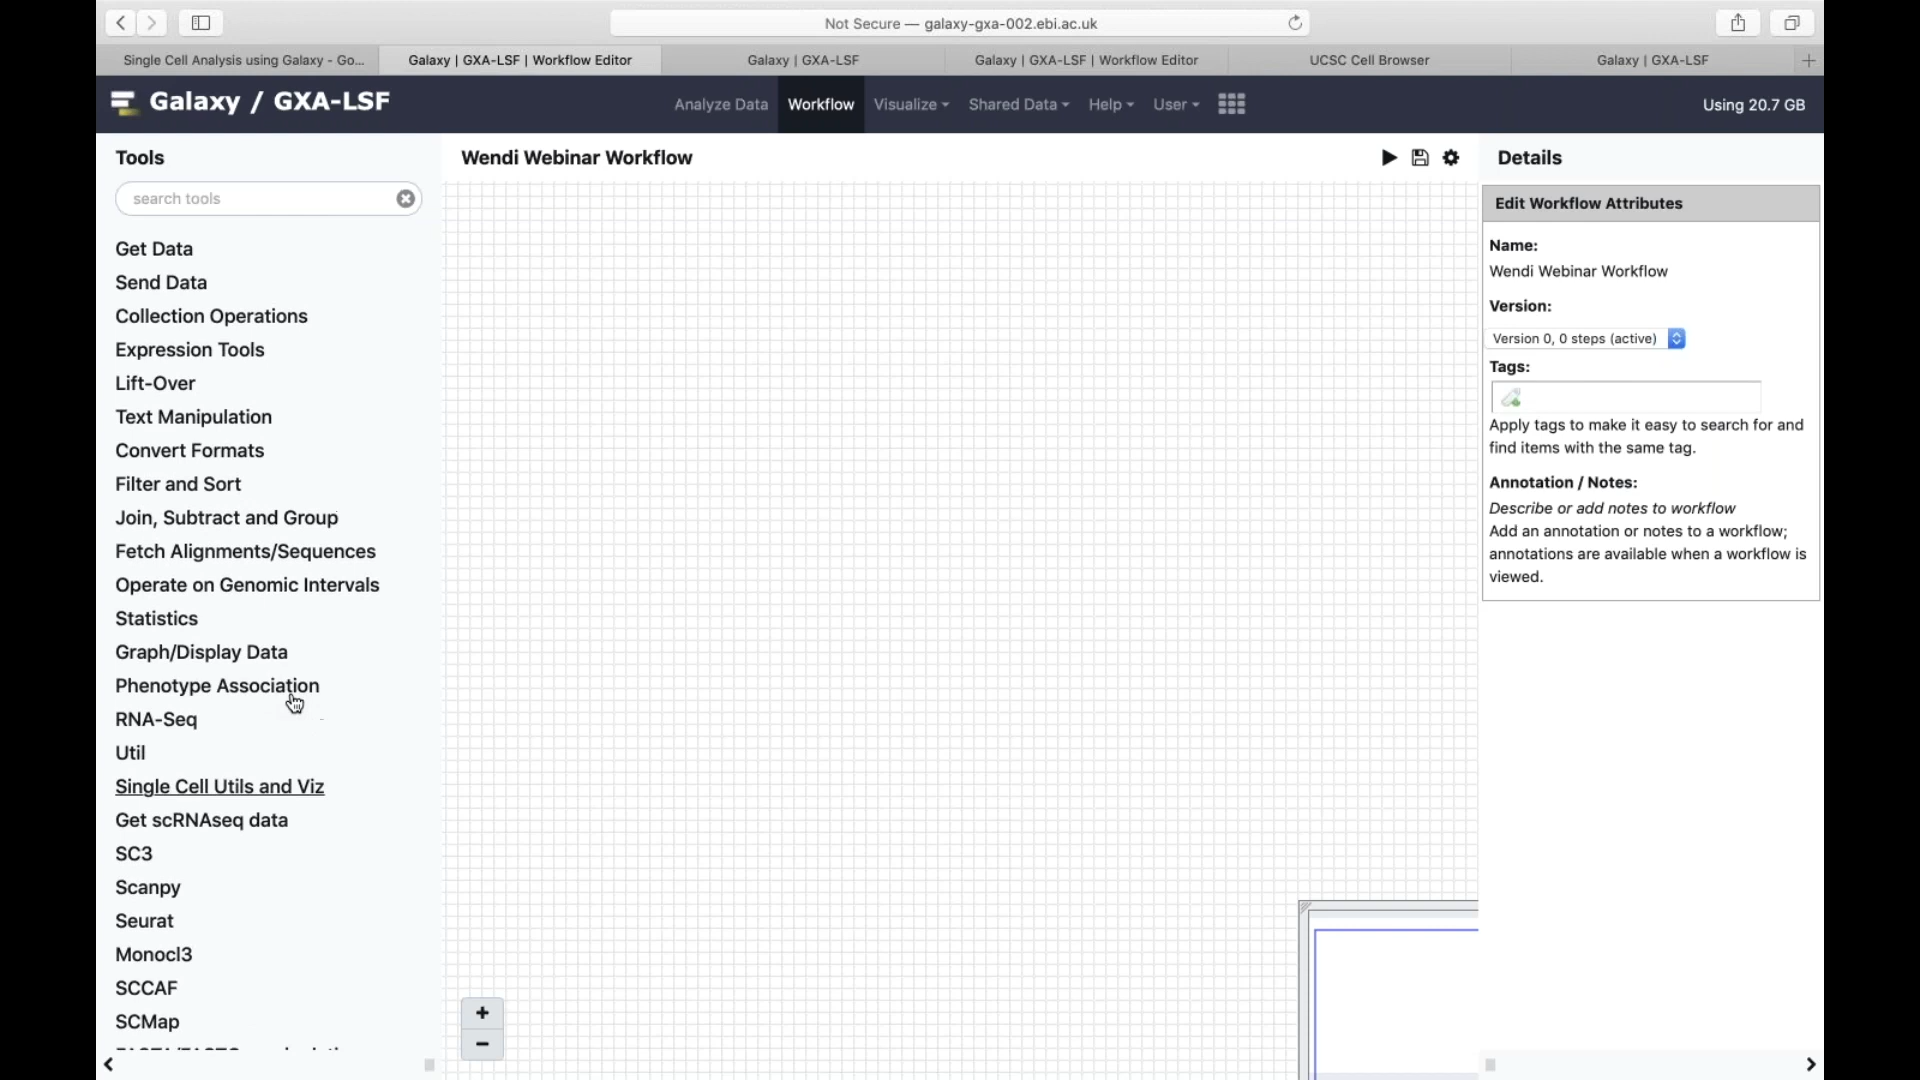 Not Secure — galaxy-gxa-002.ebi.ac.uk
Single Cell Analysis using Galaxy - Go...
Galaxy | GXA-LSF | Workflow Editor
Galaxy | GXA-LSF
Galaxy | GXA-LSF | Workflow Editor
UCSC Cell Browser
Galaxy | GXA-LSF
Galaxy / GXA-LSF
Analyze Data
Workflow
Visualize
Shared Data
Help
User
Using 20.7 GB
Tools
search tools
Get Data
Send Data
Collection Operations
Expression Tools
Lift-Over
Text Manipulation
Convert Formats
Filter and Sort
Join, Subtract and Group
Fetch Alignments/Sequences
Operate on Genomic Intervals
Statistics
Graph/Display Data
Phenotype Association
RNA-Seq
Util
Single Cell Utils and Viz
Get scRNAseq data
SC3
Scanpy
Seurat
Monocl3
SCCAF
SCMap
Wendi Webinar Workflow
Details
Edit Workflow Attributes
Name:
Wendi Webinar Workflow
Version:
Version 0, 0 steps (active)
Tags:
Apply tags to make it easy to search for and
find items with the same tag.
Annotation / Notes:
Describe or add notes to workflow
Add an annotation or notes to a workflow;
annotations are available when a workflow is
viewed.